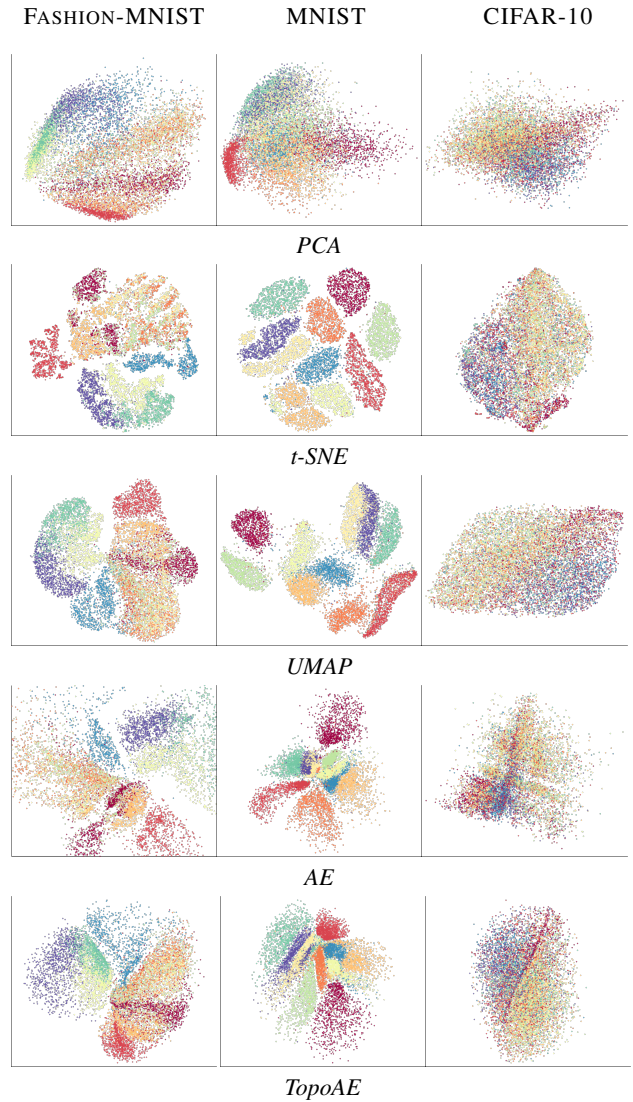 FASHION-MNIST MNIST CIFAR-10
PCA
t-SNE
UMAP
AE
TopoAE